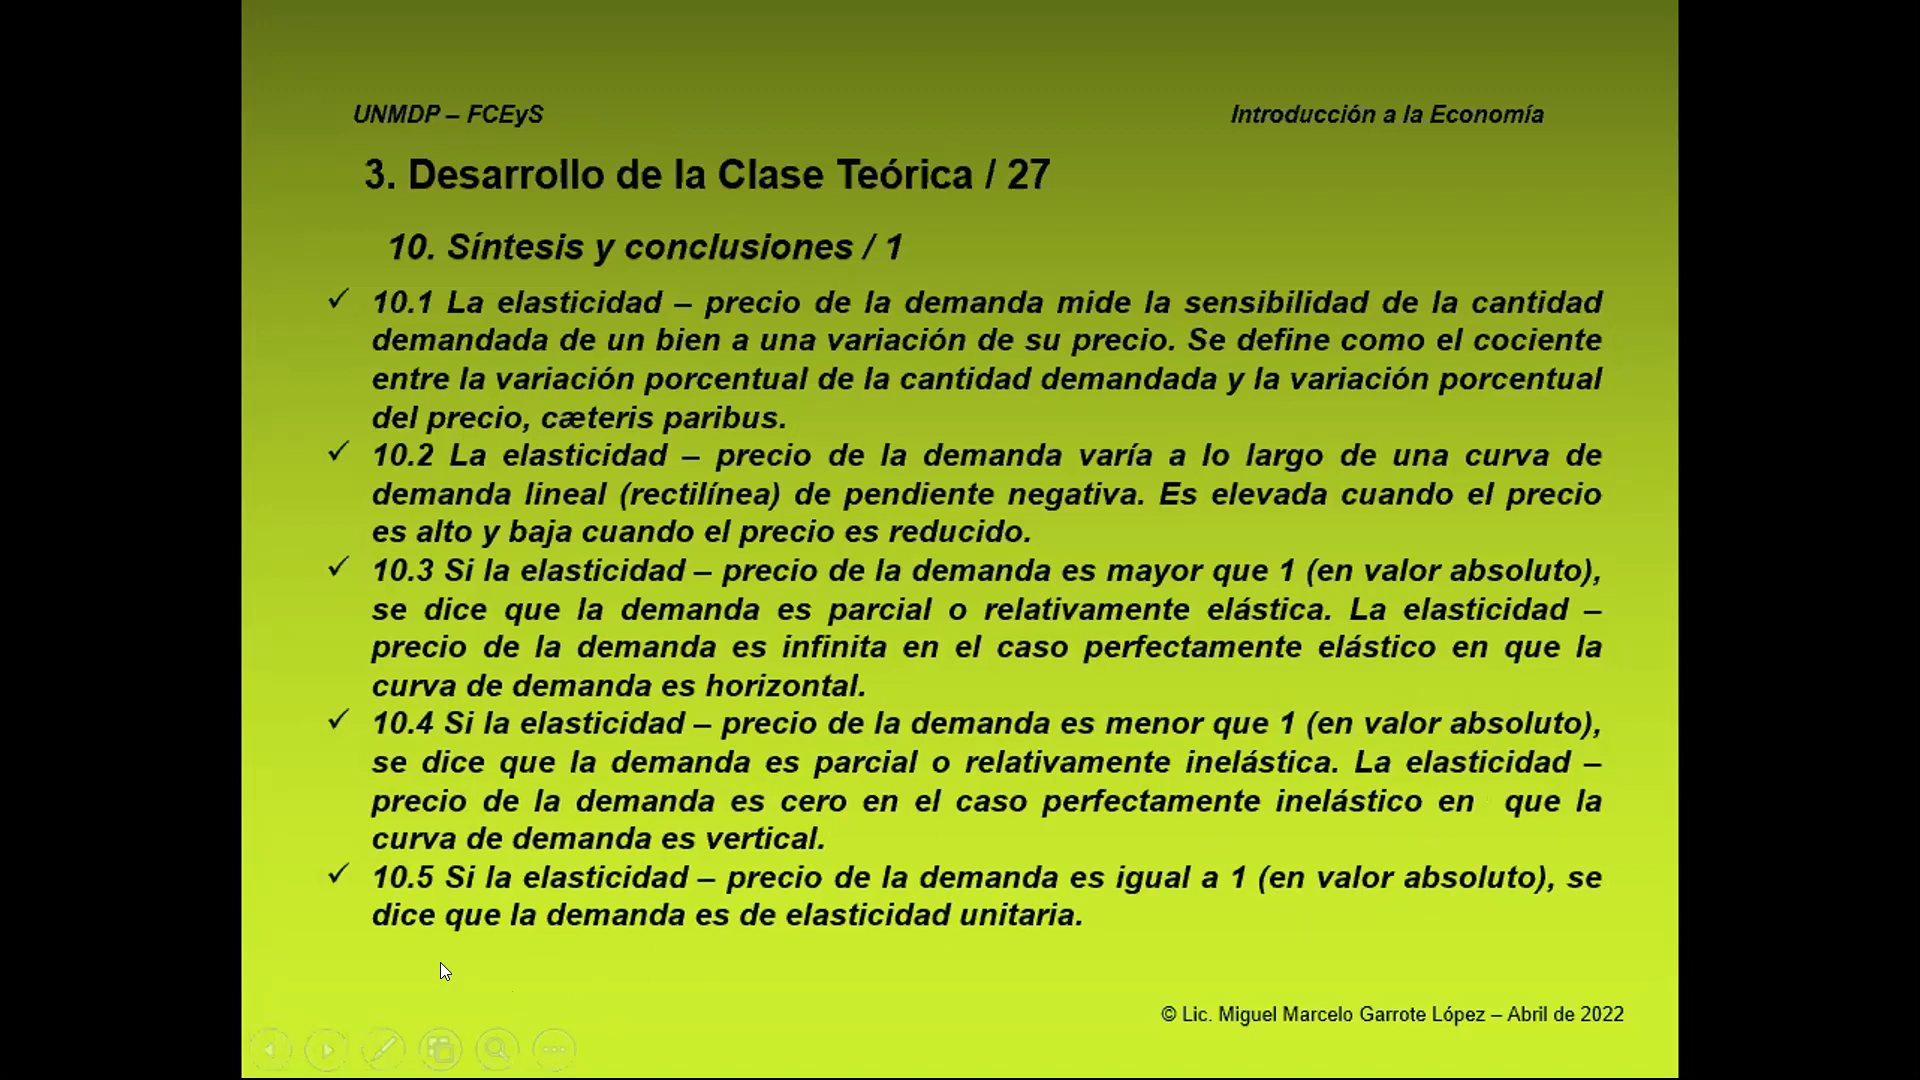 UNMDP – FCEyS
Introducción a la Economía
3. Desarrollo de la Clase Teórica / 27
10. Síntesis y conclusiones / 1
✓ 10.1 La elasticidad – precio de la demanda mide la sensibilidad de la cantidad
demandada de un bien a una variación de su precio. Se define como el cociente
entre la variación porcentual de la cantidad demandada y la variación porcentual
del precio, cæteris paribus.
✓ 10.2 La elasticidad – precio de la demanda varía a lo largo de una curva de
demanda lineal (rectilínea) de pendiente negativa. Es elevada cuando el precio
es alto y baja cuando el precio es reducido.
✓ 10.3 Si la elasticidad – precio de la demanda es mayor que 1 (en valor absoluto),
se dice que la demanda es parcial o relativamente elástica. La elasticidad –
precio de la demanda es infinita en el caso perfectamente elástico en que la
curva de demanda es horizontal.
✓ 10.4 Si la elasticidad – precio de la demanda es menor que 1 (en valor absoluto),
se dice que la demanda es parcial o relativamente inelástica. La elasticidad –
precio de la demanda es cero en el caso perfectamente inelástico en que la
curva de demanda es vertical.
✓ 10.5 Si la elasticidad – precio de la demanda es igual a 1 (en valor absoluto), se
dice que la demanda es de elasticidad unitaria.
© Lic. Miguel Marcelo Garrote López – Abril de 2022